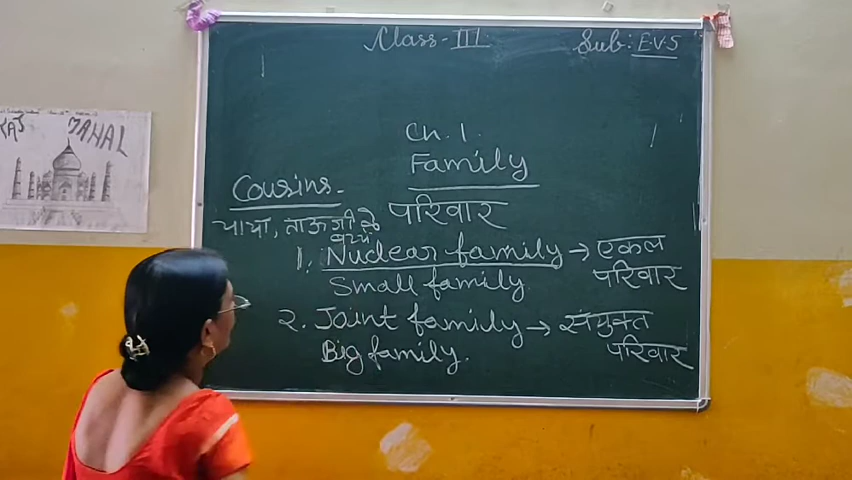 TAJ MAHAL
Class-III
Sub: E.V.S
Ch. 1.
Family
परिवार
Cousins-
चाचा, ताऊ जी के
बच्चे
1. Nuclear family → एकल
परिवार
Small family
2. Joint family → संयुक्त
परिवार
Big family.